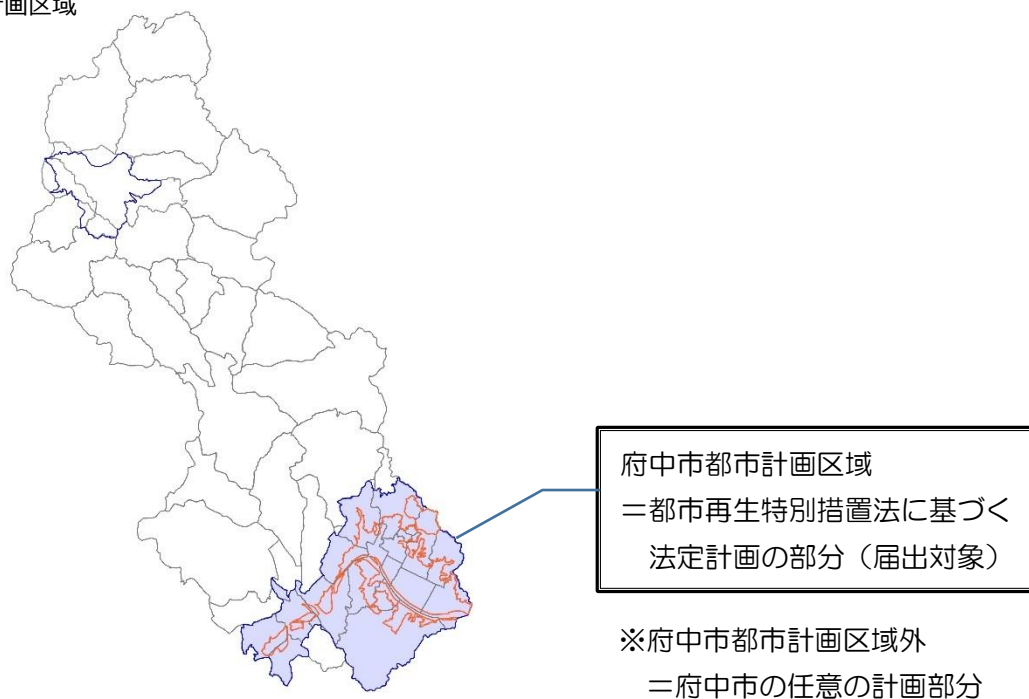 画区域
府中市都市計画区域
＝都市再生特別措置法に基づく
法定計画の部分（届出対象）
※府中市都市計画区域外
＝府中市の任意の計画部分